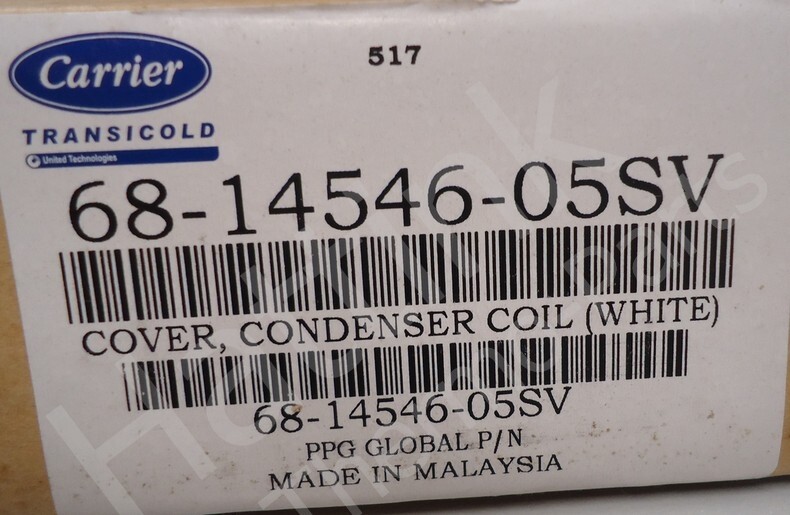 Carrier
517
TRANSICOLD
United Technologies
68-14546-05SV
COVER, CONDENSER COIL (WHITE)
68-14546-05SV
PPG GLOBAL P/N
MADE IN MALAYSIA